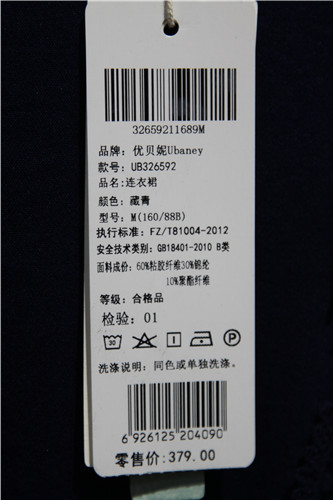 32659211689M
品牌:优贝妮Ubaney
款号:UB326592
品名:连衣裙
颜色:藏青
型号:M(160/88B)
执行标准:FZ/T81004-2012
安全技术类别:GB18401-2010 B类
面料成份:60%粘胶纤维30%锦纶
10%聚酯纤维
等级:合格品
检验:01
30 P
洗涤说明:同色或单独洗涤。
6 926125 204090
零售价:379.00